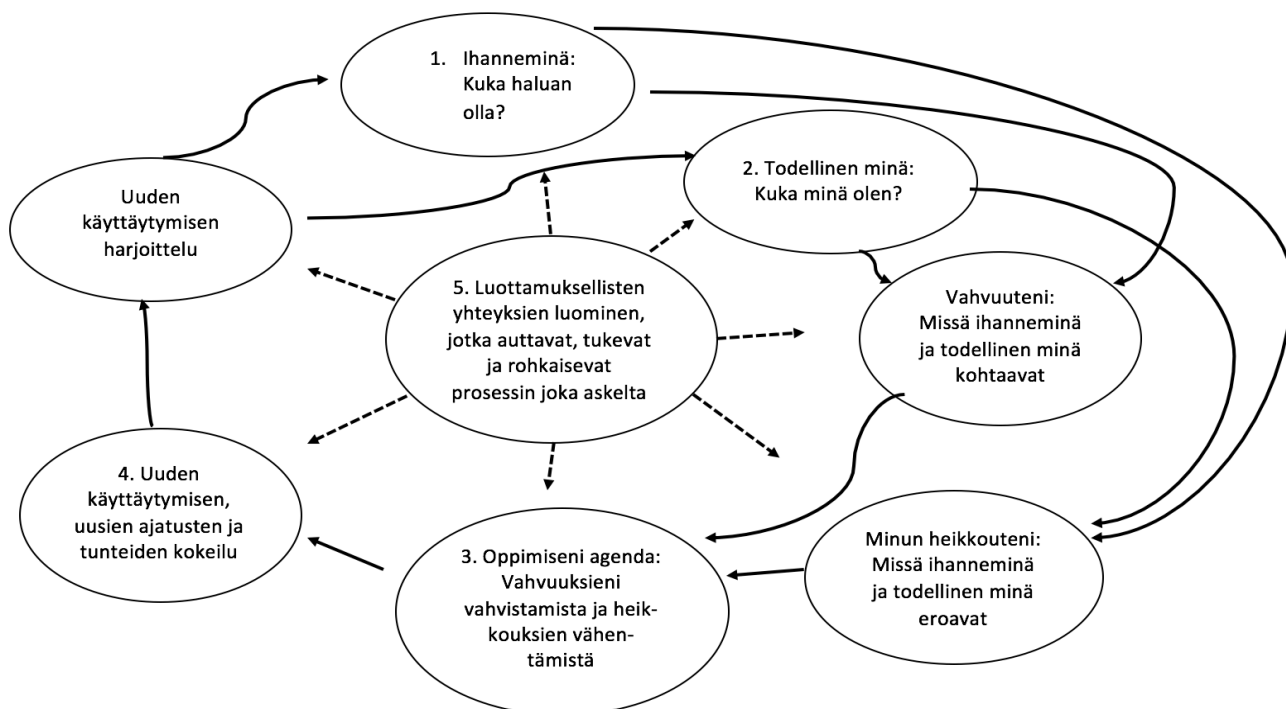 1. Ihanneminä:
Kuka haluan
olla?
2. Todellinen minä:
Kuka minä olen?
Uuden
käyttäytymisen
harjoittelu
5. Luottamuksellisten
yhteyksien luominen,
jotka auttavat, tukevat
ja rohkaisevat
prosessin joka askelta
Vahvuuteni:
Missä ihanneminä
ja todellinen minä
kohtaavat
4. Uuden
käyttäytymisen,
uusien ajatusten ja
tunteiden kokeilu
3. Oppimiseni agenda:
Vahvuuksieni
vahvistamista ja heik-
kouksien vähen-
tämistä
Minun heikkouteni:
Missä ihanneminä
ja todellinen minä
eroavat